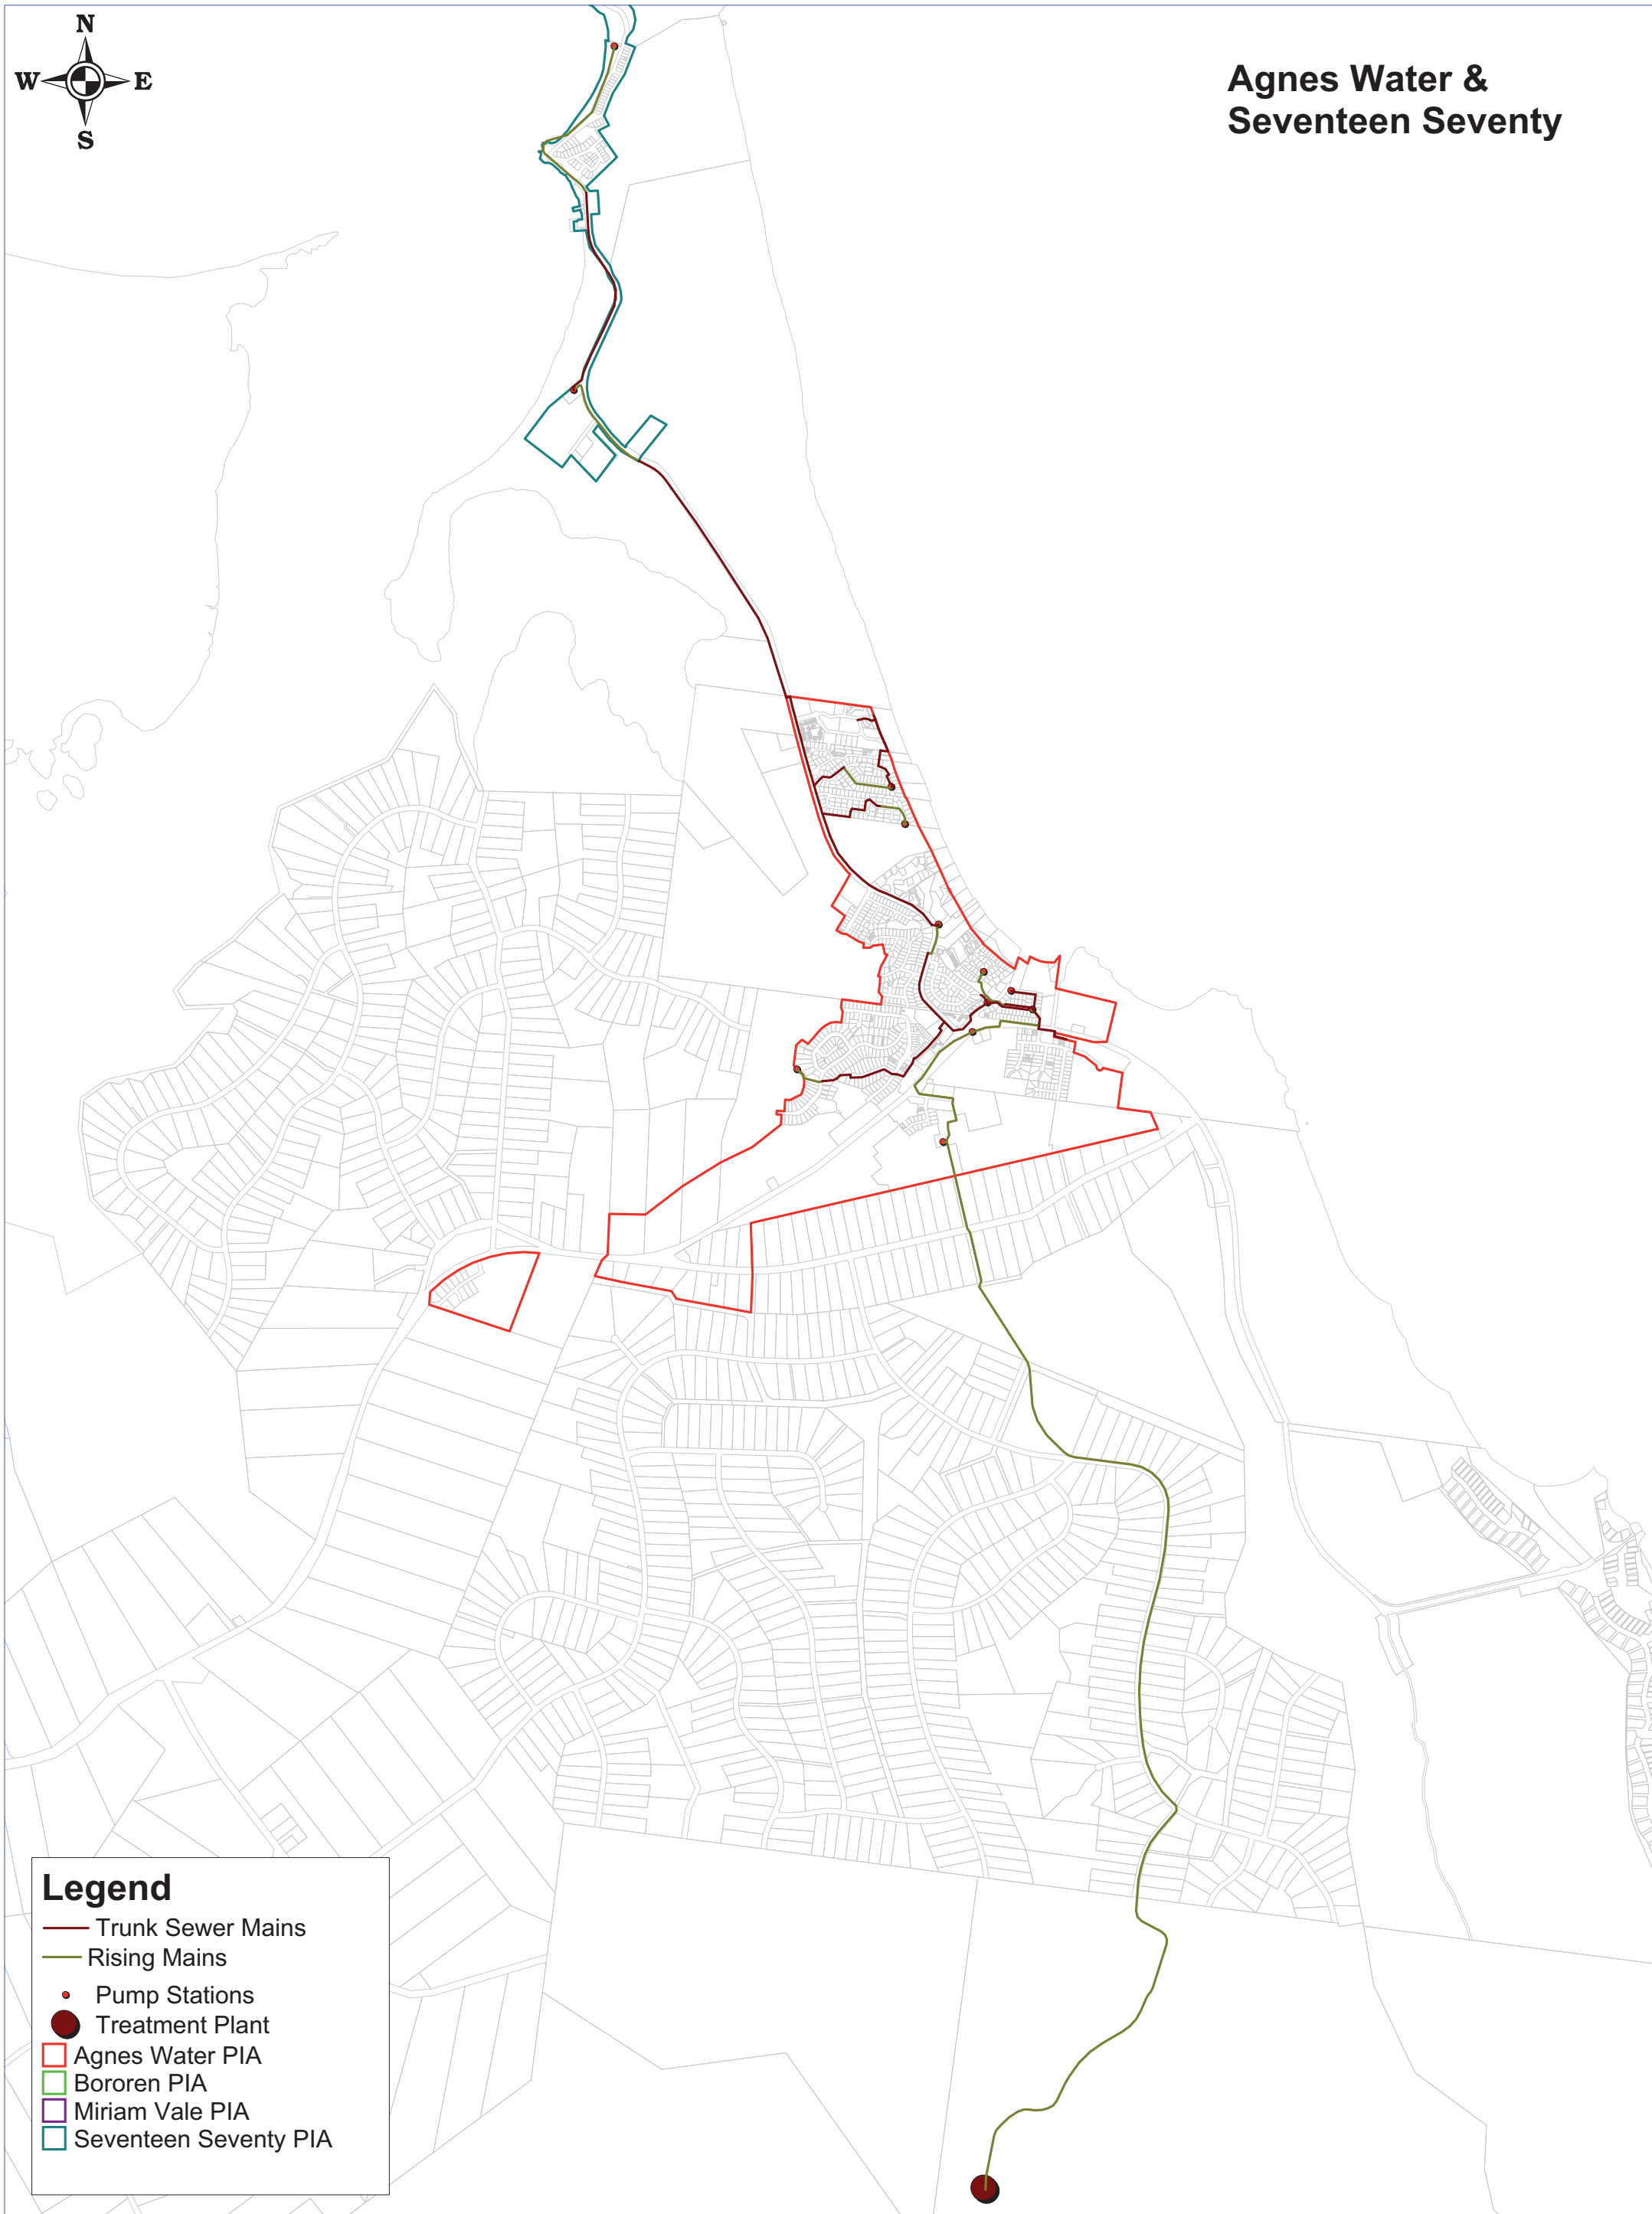 N
W E
S
Agnes Water &
Seventeen Seventy
Legend
Trunk Sewer Mains
Rising Mains
Pump Stations
Treatment Plant
Agnes Water PIA
Bororen PIA
Miriam Vale PIA
Seventeen Seventy PIA